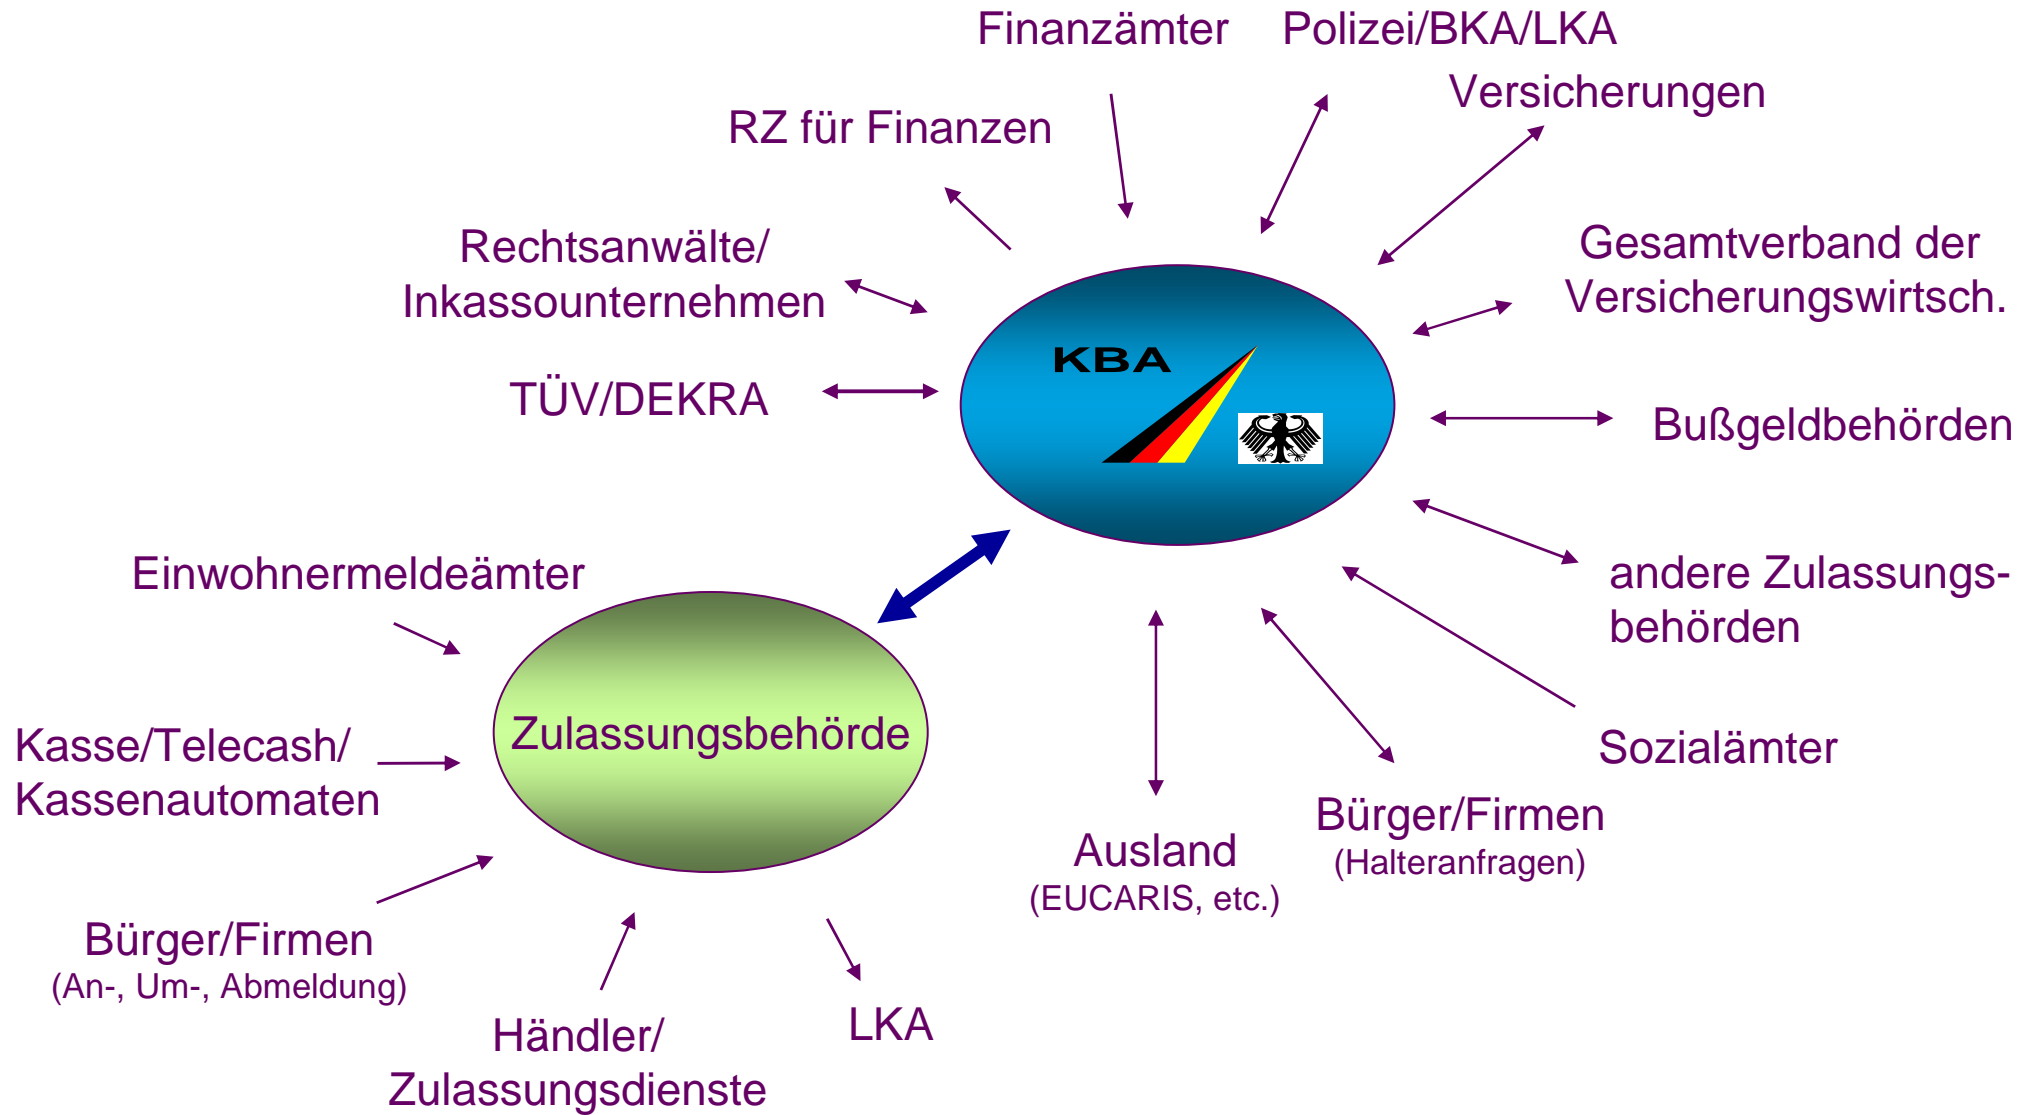 Finanzämter
Polizei/BKA/LKA
Versicherungen
RZ für Finanzen
Rechtsanwälte/
Inkassounternehmen
Gesamtverband der
Versicherungswirtsch.
KBA
TÜV/DEKRA
Bußgeldbehörden
Einwohnermeldeämter
andere Zulassungs-
behörden
Zulassungsbehörde
Kasse/Telecash/
Kassenautomaten
Sozialämter
Bürger/Firmen
(Halteranfragen)
Ausland
(EUCARIS, etc.)
Bürger/Firmen
(An-, Um-, Abmeldung)
LKA
Händler/
Zulassungsdienste